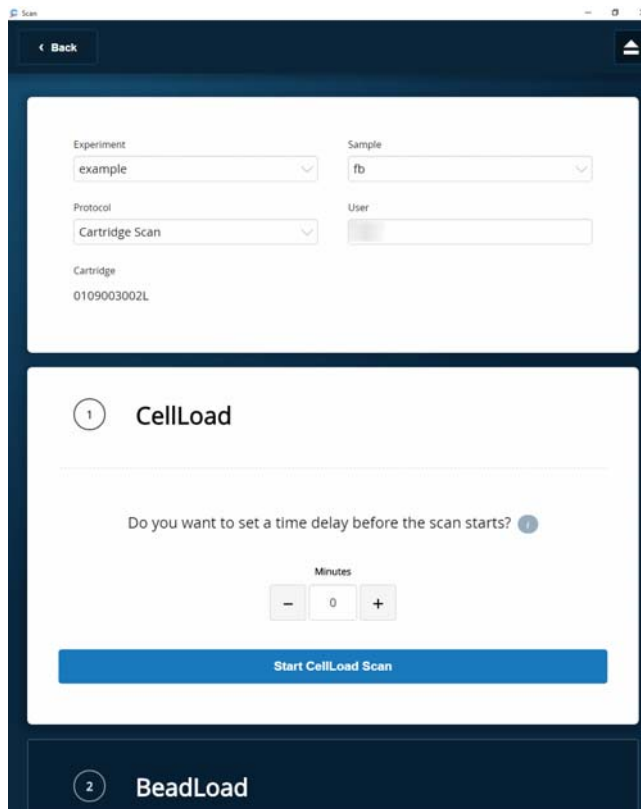 Scan
Back
Experiment
Sample
example
fb
Protocol
User
Cartridge Scan
Cartridge
0109003002L
1
CellLoad
Do you want to set a time delay before the scan starts? i
Minutes
− 0 +
Start CellLoad Scan
2
BeadLoad